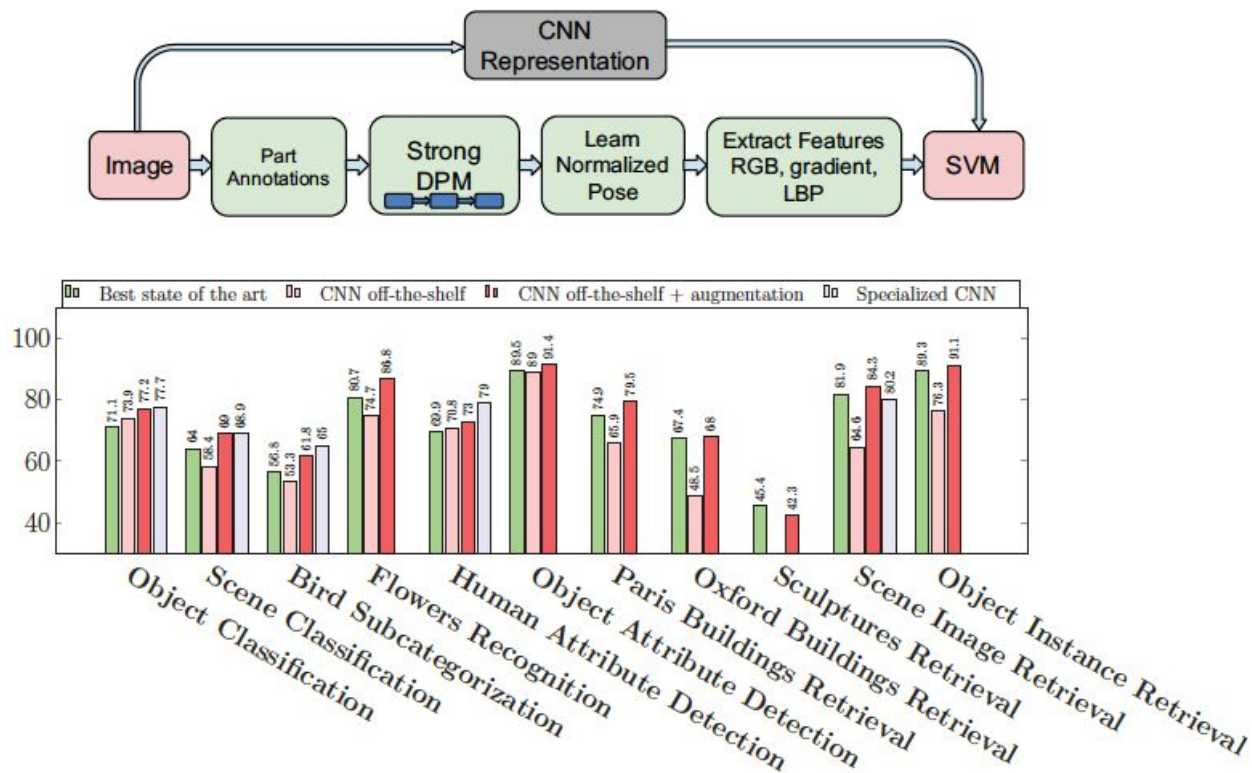 CNN
Representation
Image
Part
Annotations
Strong
DPM
Learn
Normalized
Pose
Extract Features
RGB, gradient,
LBP
SVM
Best state of the art CNN off-the-shelf CNN off-the-shelf + augmentation Specialized CNN
100
80
60
40
71.1 73.9 77.2 77.7
64 58.4 69 68.9
56.8 53.3 61.8 65
80.7 74.7 86.8
69.9 70.8 73 79
89.5 89 91.4
74.9 65.9 79.5
67.4 48.5 68
45.4 42.3
81.9 64.6 84.3 80.2
89.3 76.3 91.1
Object Classification
Scene Classification
Bird Subcategorization
Flowers Recognition
Human Attribute Detection
Object Attribute Detection
Paris Buildings Retrieval
Oxford Buildings Retrieval
Sculptures Retrieval
Scene Image Retrieval
Object Instance Retrieval